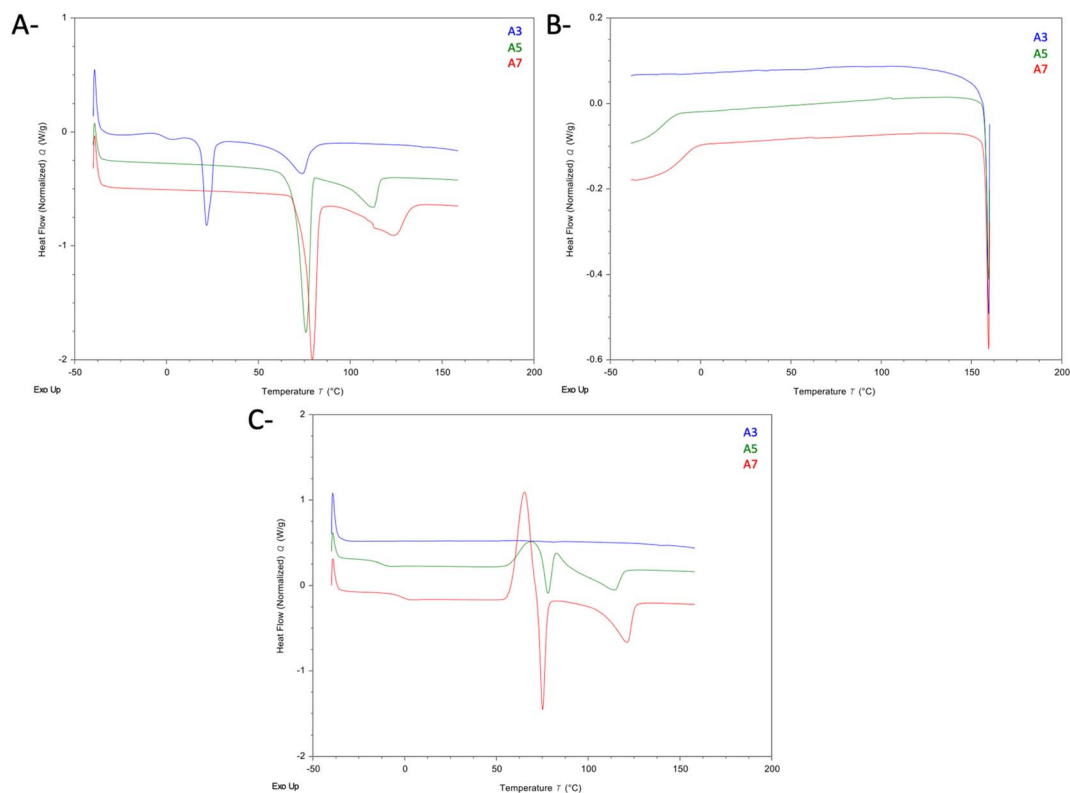 A-
A3
A5
A7
1
0
-1
-2
Heat Flow (Normalized) Q (W/g)
-50
0
50
100
150
200
Exo Up
Temperature T (°C)
B-
A3
A5
A7
0.2
0.0
-0.2
-0.4
-0.6
Heat Flow (Normalized) Q (W/g)
-50
0
50
100
150
200
Exo Up
Temperature T (°C)
C-
A3
A5
A7
2
1
0
-1
-2
Heat Flow (Normalized) Q (W/g)
-50
0
50
100
150
200
Exo Up
Temperature T (°C)